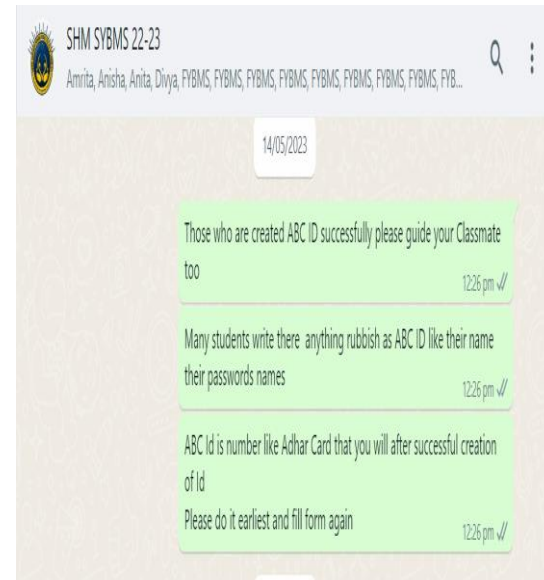 SHM SYBMS 22-23
Amrita, Anisha, Anita, Divya, FYBMS, FYBMS, FYBMS, FYBMS, FYBMS, FYBMS, FYBMS, FYBMS, FYB...
14/05/2023
Those who are created ABC ID successfully please guide your Classmate
too
12:26 pm
Many students write there anything rubbish as ABC ID like their name
their passwords names
12:26 pm
ABC Id is number like Adhar Card that you will after successful creation
of Id
Please do it earliest and fill form again
12:26 pm